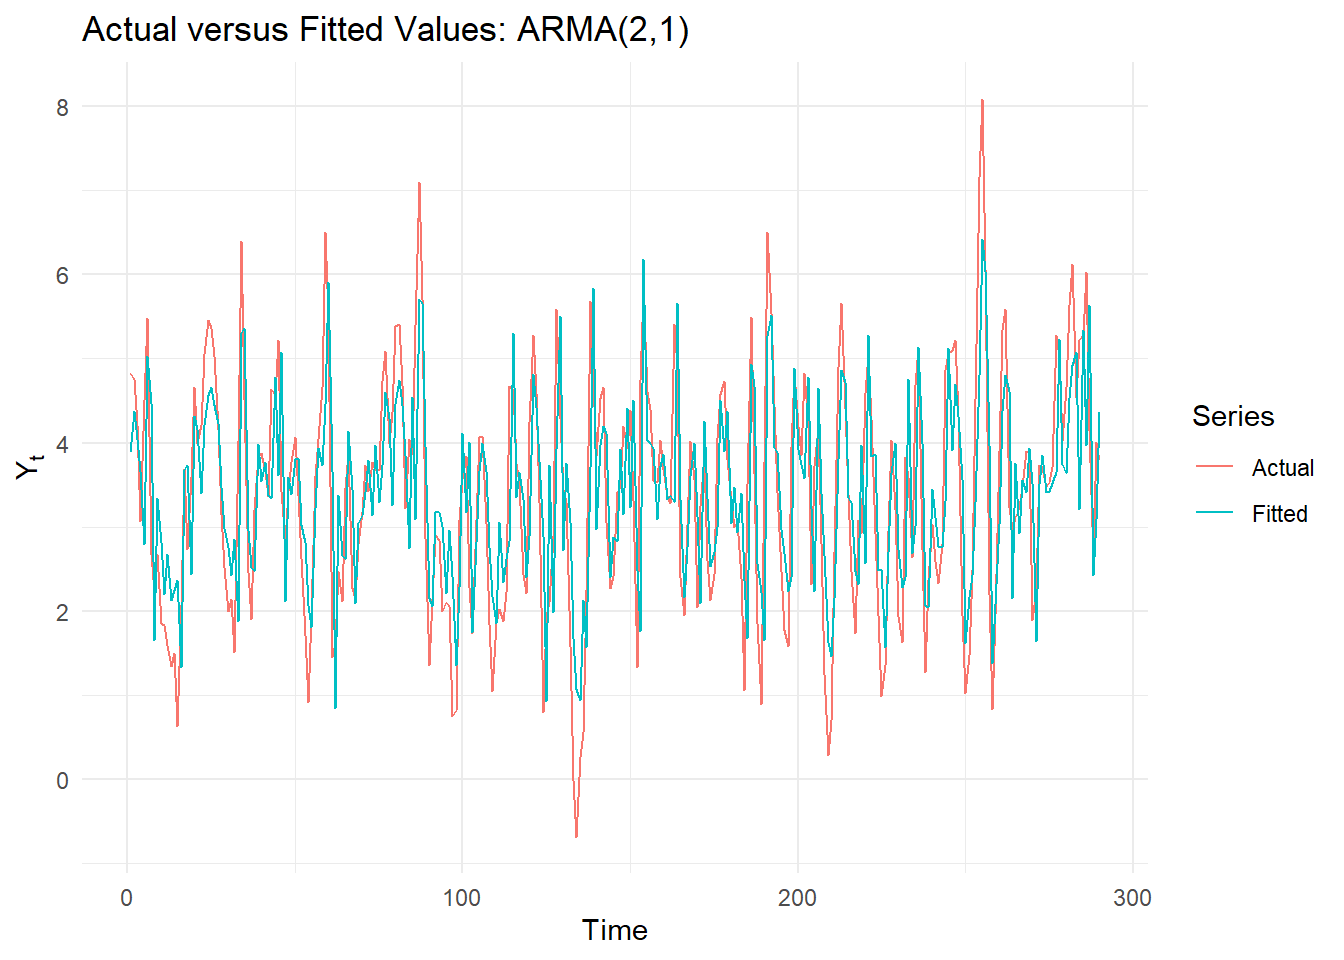 Actual versus Fitted Values: ARMA(2,1)
8
6
4
2
0
Yt
0 100 200 300
Time
Series
Actual
Fitted